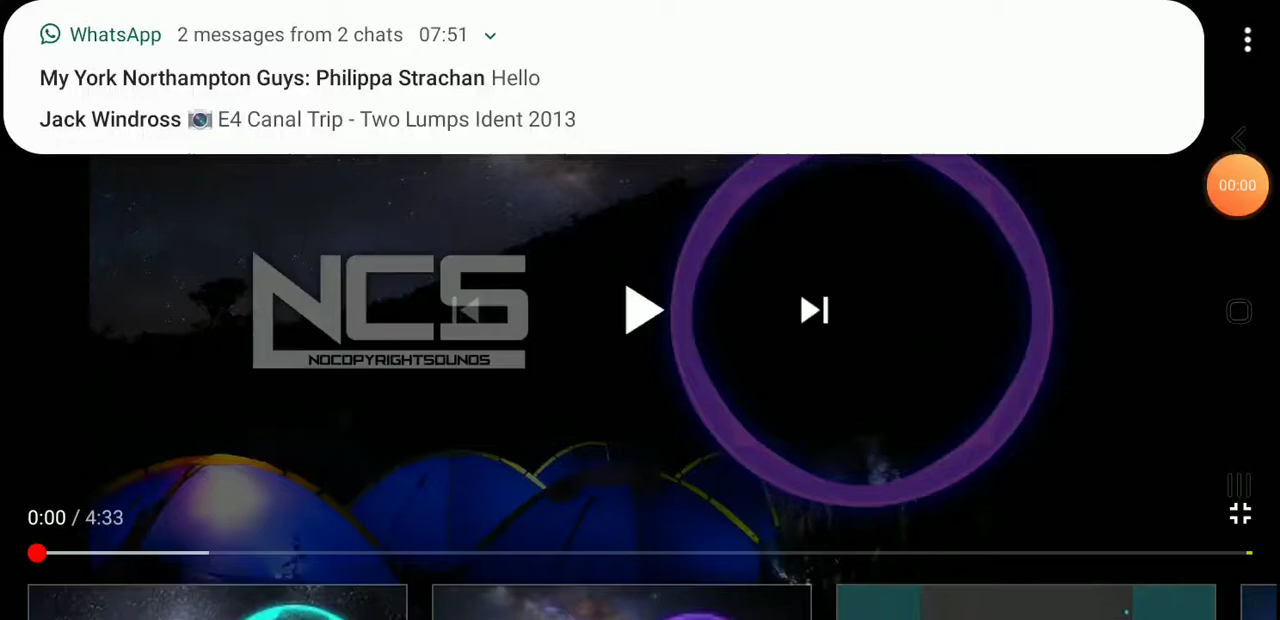 WhatsApp 2 messages from 2 chats 07:51
My York Northampton Guys: Philippa Strachan Hello
Jack Windross 📷 E4 Canal Trip - Two Lumps Ident 2013
00:00
NCS
NOCOPYRIGHTSOUNDS
0:00 / 4:33